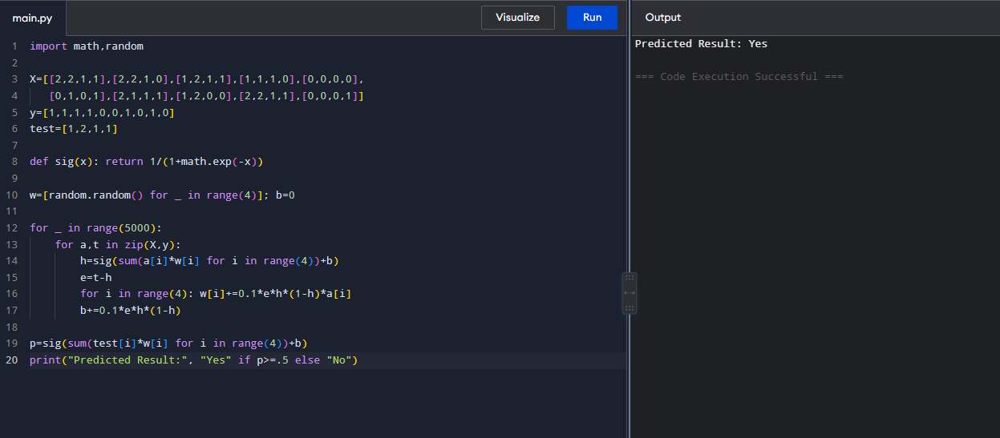 main.py
Visualize
Run
Output
1 import math,random
2
3 X=[[2,2,1,1],[2,2,1,0],[1,2,1,1],[1,1,1,0],[0,0,0,0],
4    [0,1,0,1],[2,1,1,1],[1,2,0,0],[2,2,1,1],[0,0,0,1]]
5 y=[1,1,1,1,0,0,1,0,1,0]
6 test=[1,2,1,1]
7
8 def sig(x): return 1/(1+math.exp(-x))
9
10 w=[random.random() for _ in range(4)]; b=0
11
12 for _ in range(5000):
13     for a,t in zip(X,y):
14         h=sig(sum(a[i]*w[i] for i in range(4))+b)
15         e=t-h
16         for i in range(4): w[i]+=0.1*e*h*(1-h)*a[i]
17         b+=0.1*e*h*(1-h)
18
19 p=sig(sum(test[i]*w[i] for i in range(4))+b)
20 print("Predicted Result:", "Yes" if p>=.5 else "No")
Predicted Result: Yes
=== Code Execution Successful ===